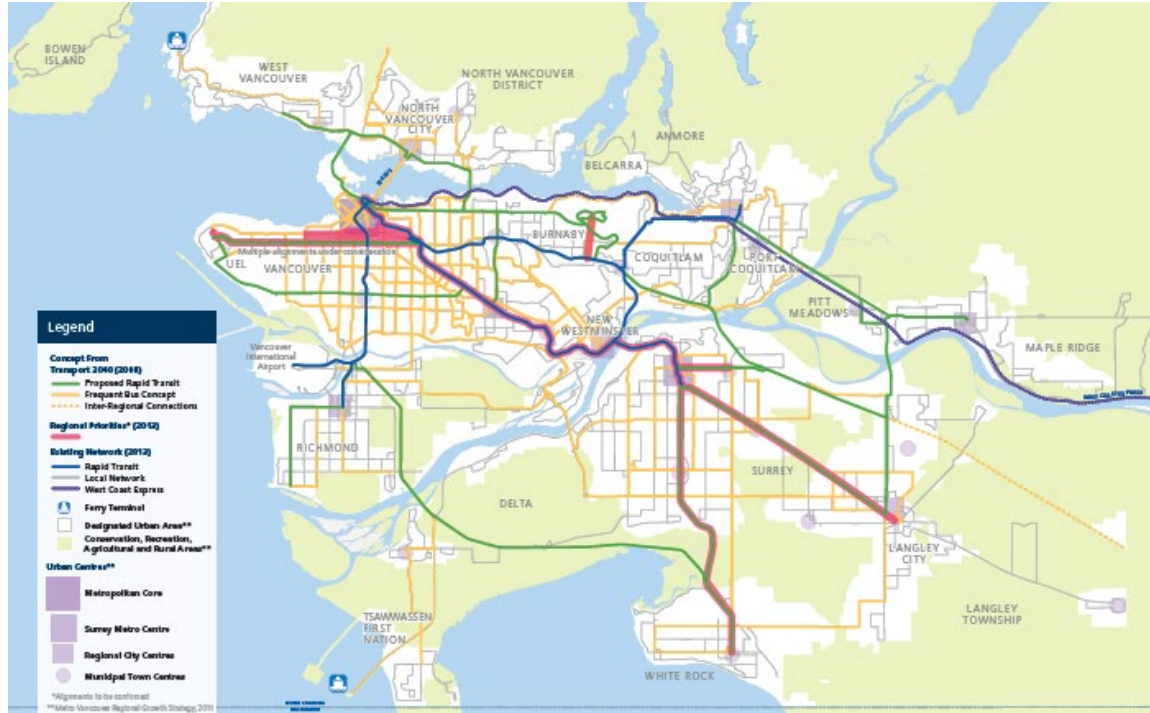 BOWEN
ISLAND
WEST
VANCOUVER
NORTH VANCOUVER
DISTRICT
NORTH
VANCOUVER
CITY
ANMORE
BELCARRA
BURNABY
UEL
Multiple alignments under consideration
VANCOUVER
COQUITLAM
PORT
COQUITLAM
PITT
MEADOWS
MAPLE RIDGE
NEW
WESTMINSTER
Vancouver
International
Airport
RICHMOND
SURREY
DELTA
LANGLEY
CITY
LANGLEY
TOWNSHIP
TSAWWASSEN
FIRST
NATION
WHITE ROCK
Legend
Concept From
Transport 2040 (2008)
Proposed Rapid Transit
Frequent Bus Concept
Inter-Regional Connections
Regional Priorities* (2013)
Existing Network (2013)
Rapid Transit
Local Network
West Coast Express
Ferry Terminal
Designated Urban Area**
Conservation, Recreation,
Agricultural and Rural Areas**
Urban Centres**
Metropolitan Core
Surrey Metro Centre
Regional City Centres
Municipal Town Centres
*Alignments to be confirmed
**Metro Vancouver Regional Growth Strategy, 2011